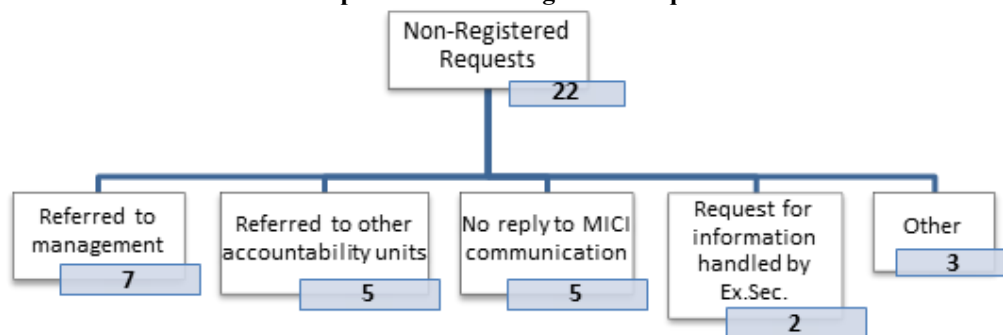 Non-Registered
Requests
22
Referred to
management
7
Referred to other
accountability units
5
No reply to MICI
communication
5
Request for
information
handled by
Ex.Sec.
2
Other
3